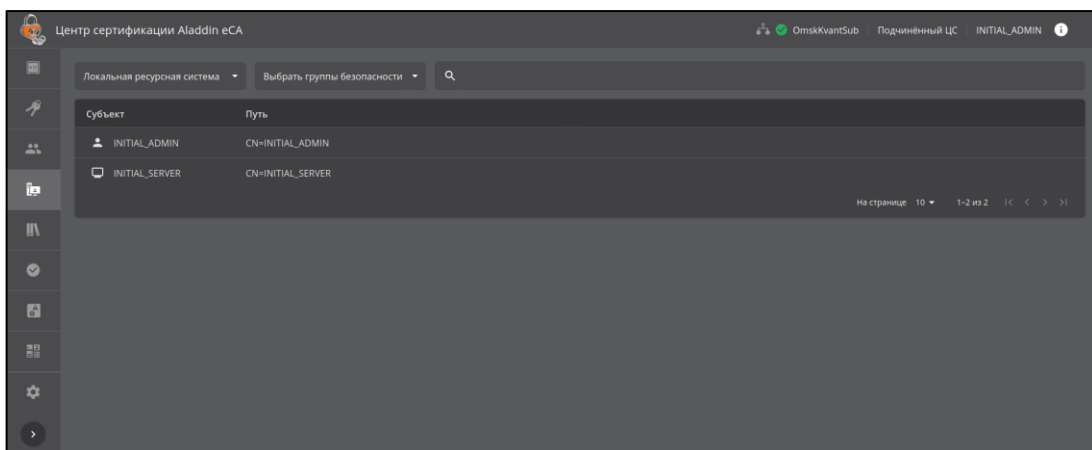 Центр сертификации Aladdin eCA OmskKvantSub Подчинённый ЦС INITIAL_ADMIN
Локальная ресурсная система Выбрать группы безопасности
Субъект Путь
INITIAL_ADMIN CN=INITIAL_ADMIN
INITIAL_SERVER CN=INITIAL_SERVER
На странице 10 1–2 из 2